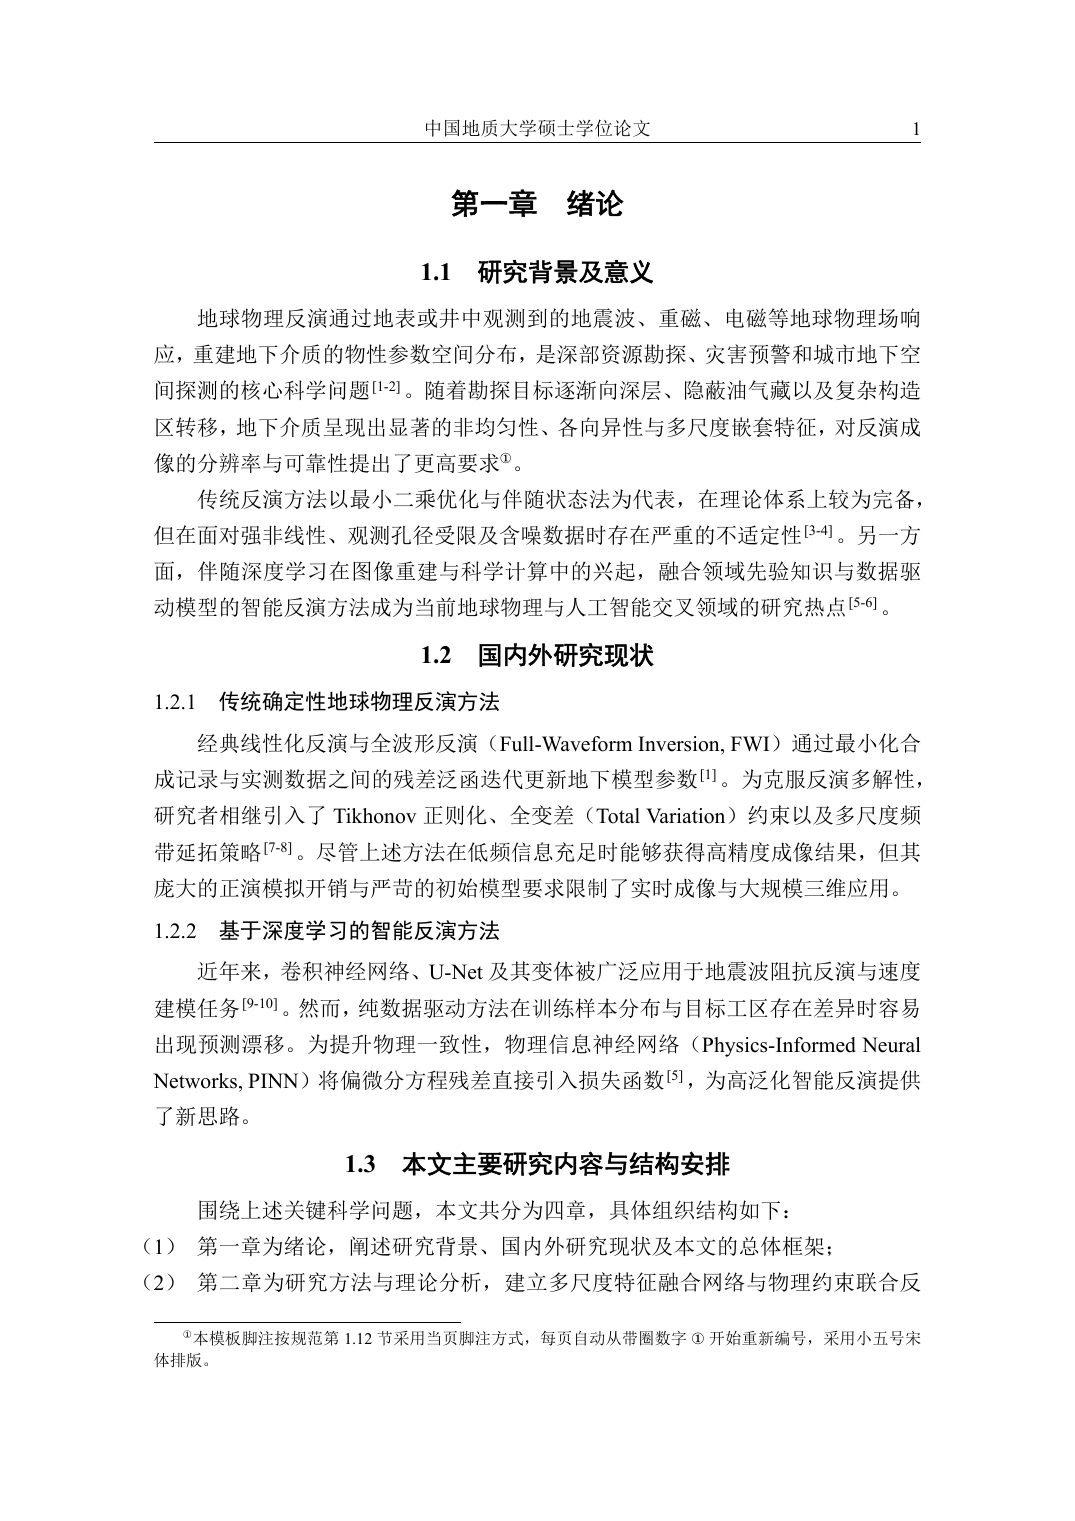 中国地质大学硕士学位论文 1
第一章 绪论
1.1 研究背景及意义
地球物理反演通过地表或井中观测到的地震波、重磁、电磁等地球物理场响
应，重建地下介质的物性参数空间分布，是深部资源勘探、灾害预警和城市地下空
间探测的核心科学问题[1-2]。随着勘探目标逐渐向深层、隐蔽油气藏以及复杂构造
区转移，地下介质呈现出显著的非均匀性、各向异性与多尺度嵌套特征，对反演成
像的分辨率与可靠性提出了更高要求①。
传统反演方法以最小二乘优化与伴随状态法为代表，在理论体系上较为完备，
但在面对强非线性、观测孔径受限及含噪数据时存在严重的不适定性[3-4]。另一方
面，伴随深度学习在图像重建与科学计算中的兴起，融合领域先验知识与数据驱
动模型的智能反演方法成为当前地球物理与人工智能交叉领域的研究热点[5-6]。
1.2 国内外研究现状
1.2.1 传统确定性地球物理反演方法
经典线性化反演与全波形反演（Full-Waveform Inversion, FWI）通过最小化合
成记录与实测数据之间的残差泛函迭代更新地下模型参数[1]。为克服反演多解性，
研究者相继引入了 Tikhonov 正则化、全变差（Total Variation）约束以及多尺度频
带延拓策略[7-8]。尽管上述方法在低频信息充足时能够获得高精度成像结果，但其
庞大的正演模拟开销与严苛的初始模型要求限制了实时成像与大规模三维应用。
1.2.2 基于深度学习的智能反演方法
近年来，卷积神经网络、U-Net 及其变体被广泛应用于地震波阻抗反演与速度
建模任务[9-10]。然而，纯数据驱动方法在训练样本分布与目标工区存在差异时容易
出现预测漂移。为提升物理一致性，物理信息神经网络（Physics-Informed Neural
Networks, PINN）将偏微分方程残差直接引入损失函数[5]，为高泛化智能反演提供
了新思路。
1.3 本文主要研究内容与结构安排
围绕上述关键科学问题，本文共分为四章，具体组织结构如下：
（1） 第一章为绪论，阐述研究背景、国内外研究现状及本文的总体框架；
（2） 第二章为研究方法与理论分析，建立多尺度特征融合网络与物理约束联合反
①本模板脚注按规范第 1.12 节采用当页脚注方式，每页自动从带圈数字 ① 开始重新编号，采用小五号宋
体排版。